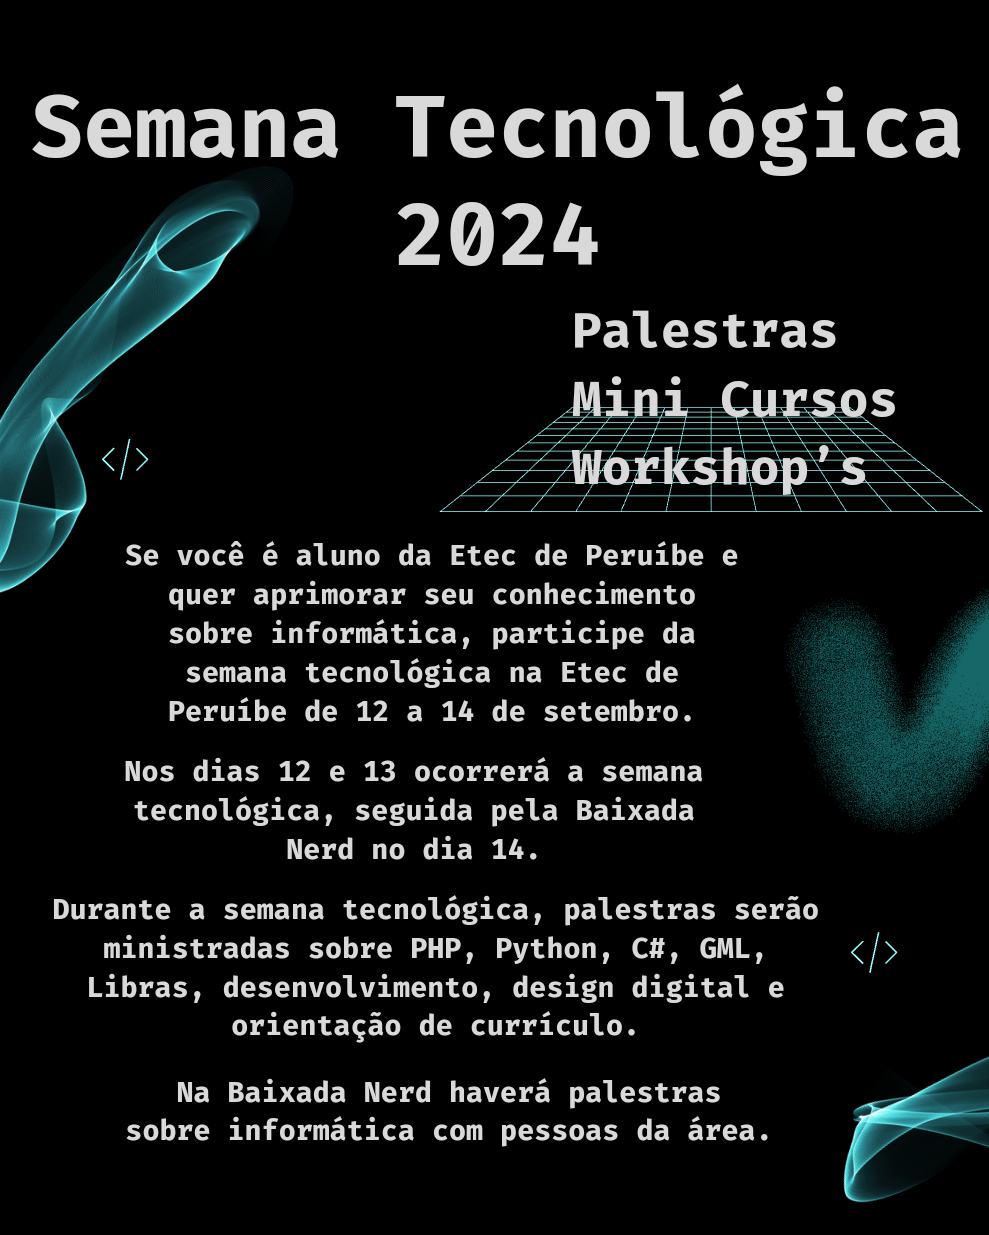 Semana Tecnológica
2024
Palestras
Mini Cursos
Workshop’s
</>
Se você é aluno da Etec de Peruíbe e
quer aprimorar seu conhecimento
sobre informática, participe da
semana tecnológica na Etec de
Peruíbe de 12 a 14 de setembro.
Nos dias 12 e 13 ocorrerá a semana
tecnológica, seguida pela Baixada
Nerd no dia 14.
Durante a semana tecnológica, palestras serão
ministradas sobre PHP, Python, C#, GML,
Libras, desenvolvimento, design digital e
orientação de currículo.
</>
Na Baixada Nerd haverá palestras
sobre informática com pessoas da área.